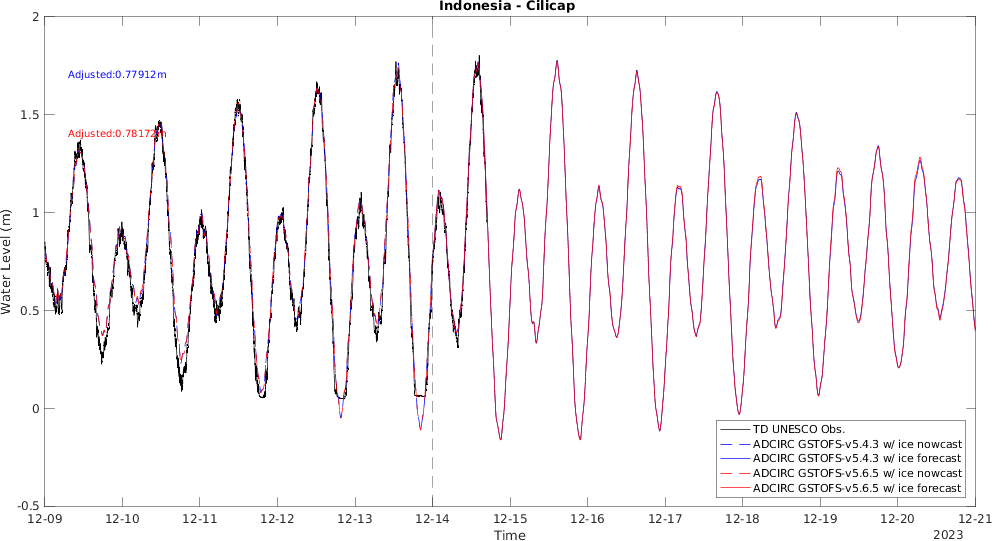 Indonesia - Cilicap
Water Level (m)
2
1.5
1
0.5
0
-0.5
Adjusted:0.77912m
Adjusted:0.78172m
TD UNESCO Obs.
ADCIRC GSTOFS-v5.4.3 w/ ice nowcast
ADCIRC GSTOFS-v5.4.3 w/ ice forecast
ADCIRC GSTOFS-v5.6.5 w/ ice nowcast
ADCIRC GSTOFS-v5.6.5 w/ ice forecast
12-09 12-10 12-11 12-12 12-13 12-14 12-15 12-16 12-17 12-18 12-19 12-20 12-21
Time
2023